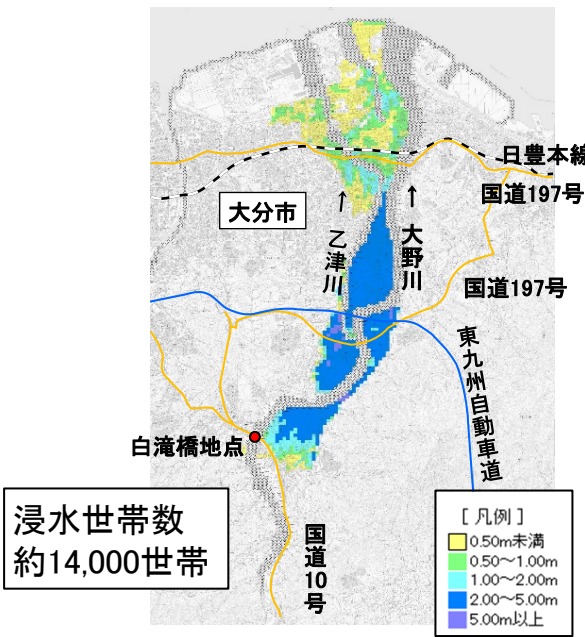 日豊本線
国道197号
大分市
↑
乙津川
↑
大野川
国道197号
東九州自動車道
白滝橋地点
浸水世帯数
約14,000世帯
国道10号
[ 凡例 ]
0.50m未満
0.50～1.00m
1.00～2.00m
2.00～5.00m
5.00m以上